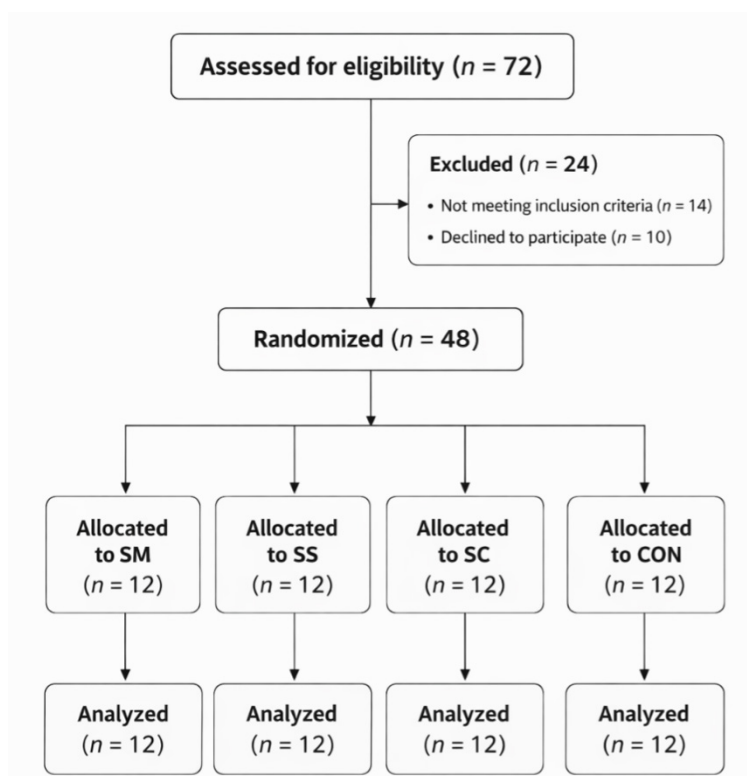 Assessed for eligibility (n = 72)
Excluded (n = 24)
• Not meeting inclusion criteria (n = 14)
• Declined to participate (n = 10)
Randomized (n = 48)
Allocated
to SM
(n = 12)
Allocated
to SS
(n = 12)
Allocated
to SC
(n = 12)
Allocated
to CON
(n = 12)
Analyzed
(n = 12)
Analyzed
(n = 12)
Analyzed
(n = 12)
Analyzed
(n = 12)